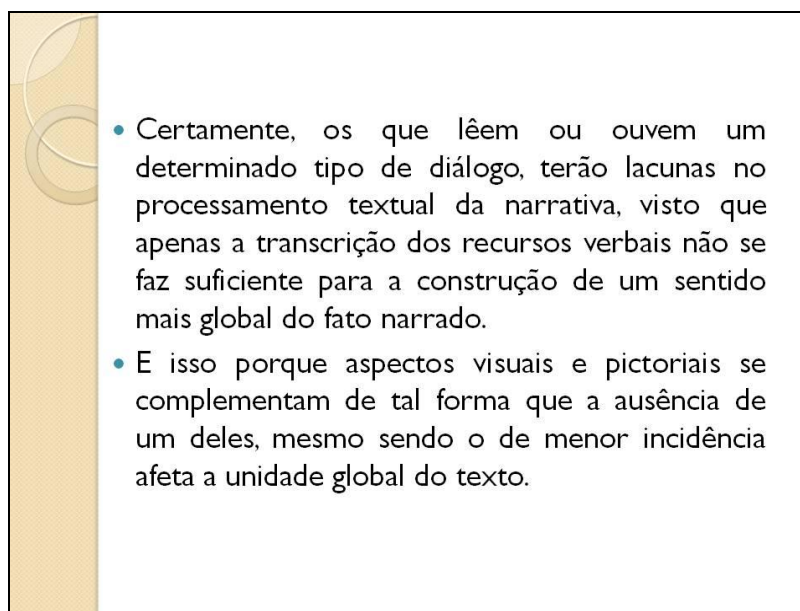 • Certamente, os que lêem ou ouvem um
determinado tipo de diálogo, terão lacunas no
processamento textual da narrativa, visto que
apenas a transcrição dos recursos verbais não se
faz suficiente para a construção de um sentido
mais global do fato narrado.
• E isso porque aspectos visuais e pictoriais se
complementam de tal forma que a ausência de
um deles, mesmo sendo o de menor incidência
afeta a unidade global do texto.